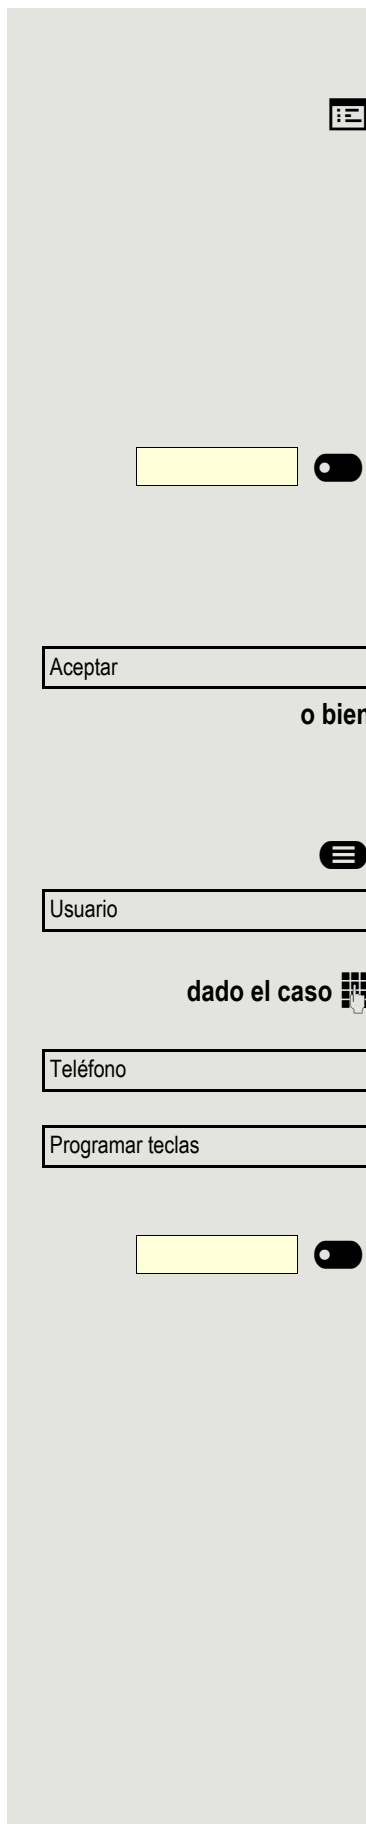 Aceptar
o bien
Usuario
dado el caso
Teléfono
Programar teclas